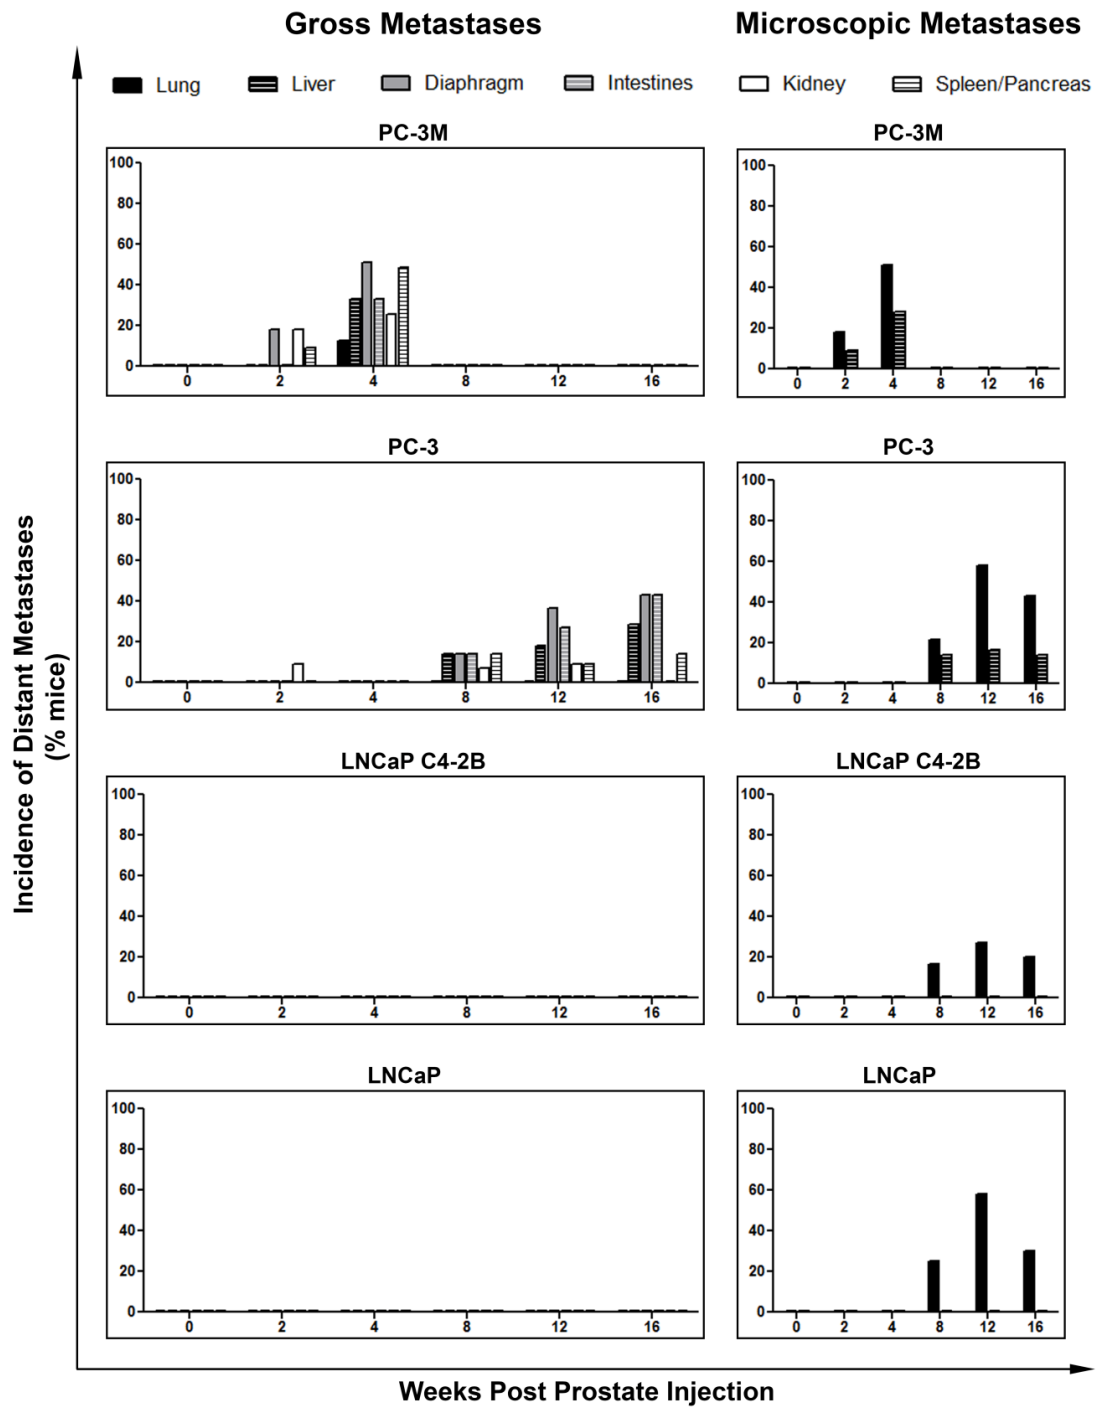 Gross Metastases
Microscopic Metastases
Lung
Liver
Diaphragm
Intestines
Kidney
Spleen/Pancreas
PC-3M
100
80
60
40
20
0
0 2 4 8 12 16
PC-3M
100
80
60
40
20
0
0 2 4 8 12 16
PC-3
100
80
60
40
20
0
0 2 4 8 12 16
PC-3
100
80
60
40
20
0
0 2 4 8 12 16
LNCaP C4-2B
100
80
60
40
20
0
0 2 4 8 12 16
LNCaP C4-2B
100
80
60
40
20
0
0 2 4 8 12 16
LNCaP
100
80
60
40
20
0
0 2 4 8 12 16
LNCaP
100
80
60
40
20
0
0 2 4 8 12 16
Incidence of Distant Metastases
(% mice)
Weeks Post Prostate Injection